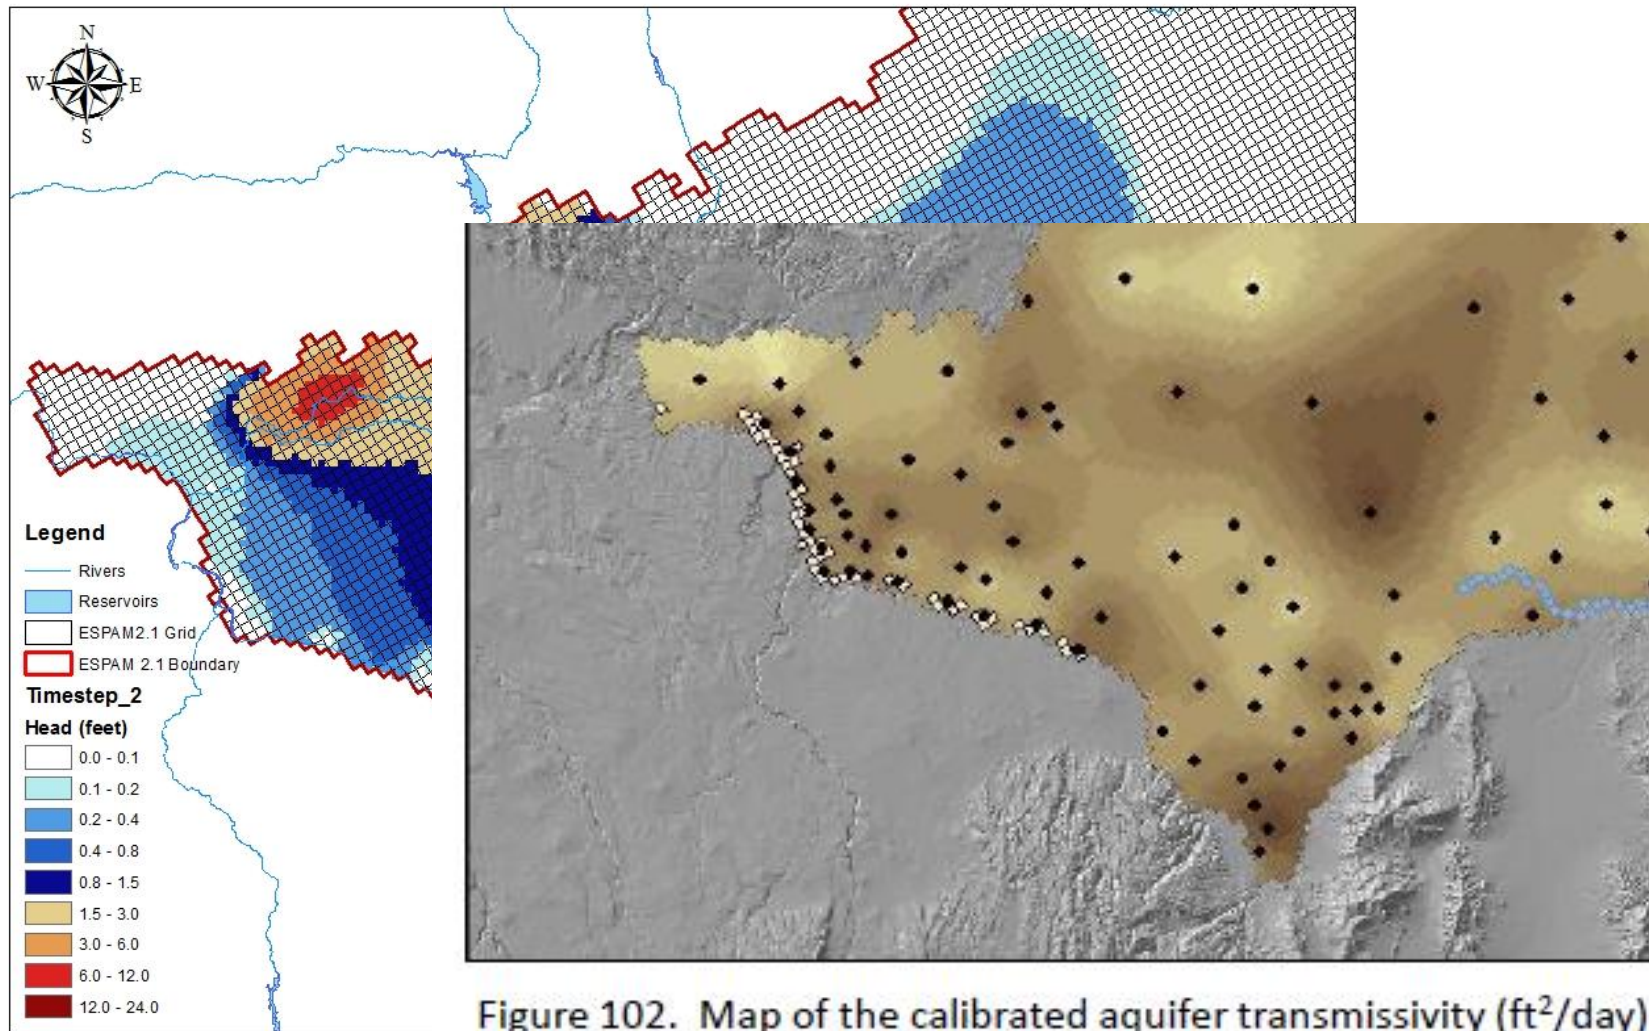 N
W E
S
Legend
Rivers
Reservoirs
ESPAM2.1 Grid
ESPAM 2.1 Boundary
Timestep_2
Head (feet)
0.0 - 0.1
0.1 - 0.2
0.2 - 0.4
0.4 - 0.8
0.8 - 1.5
1.5 - 3.0
3.0 - 6.0
6.0 - 12.0
12.0 - 24.0
Figure 102. Map of the calibrated aquifer transmissivity (ft²/day)